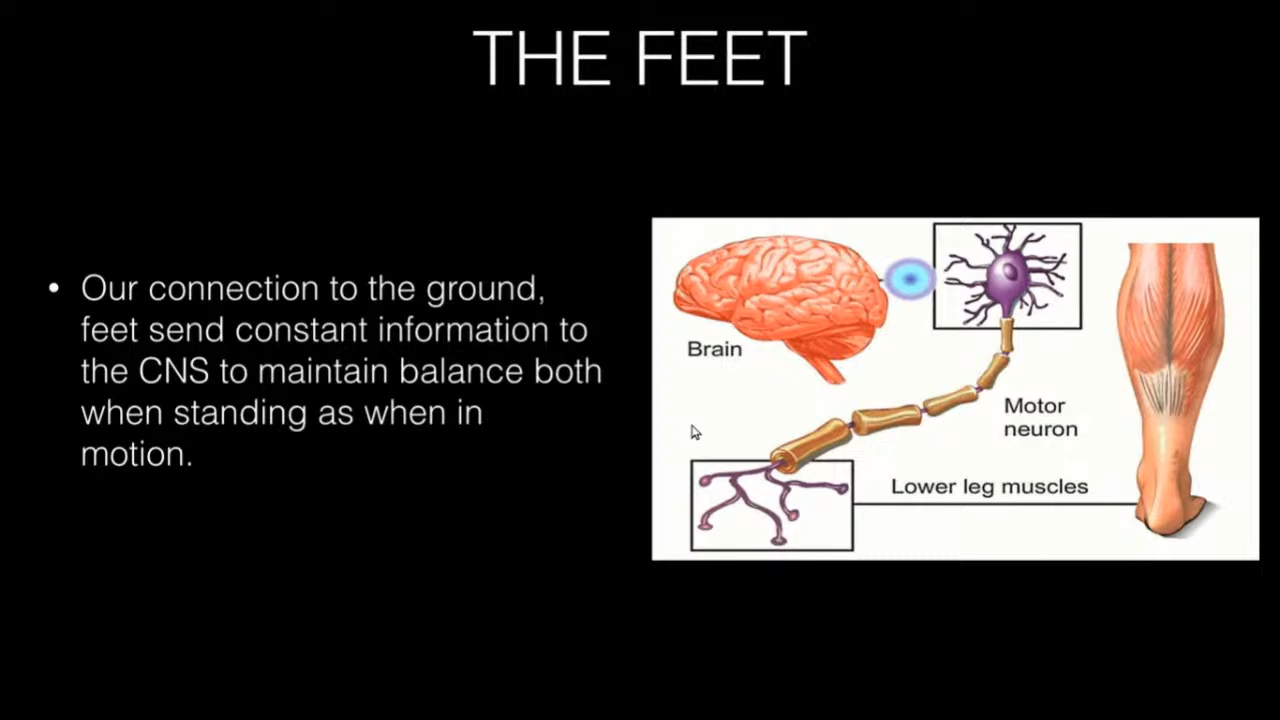 THE FEET
• Our connection to the ground,
feet send constant information to
the CNS to maintain balance both
when standing as when in
motion.
Brain
Motor
neuron
Lower leg muscles